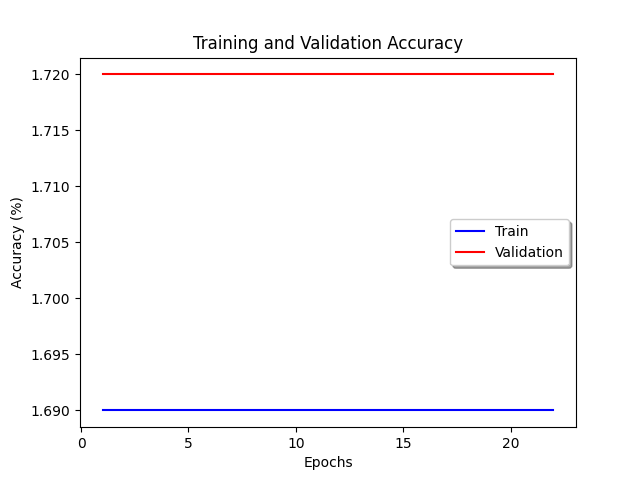 Training and Validation Accuracy
1.720
1.715
1.710
1.705
1.700
1.695
1.690
Accuracy (%)
Train
Validation
0 5 10 15 20
Epochs